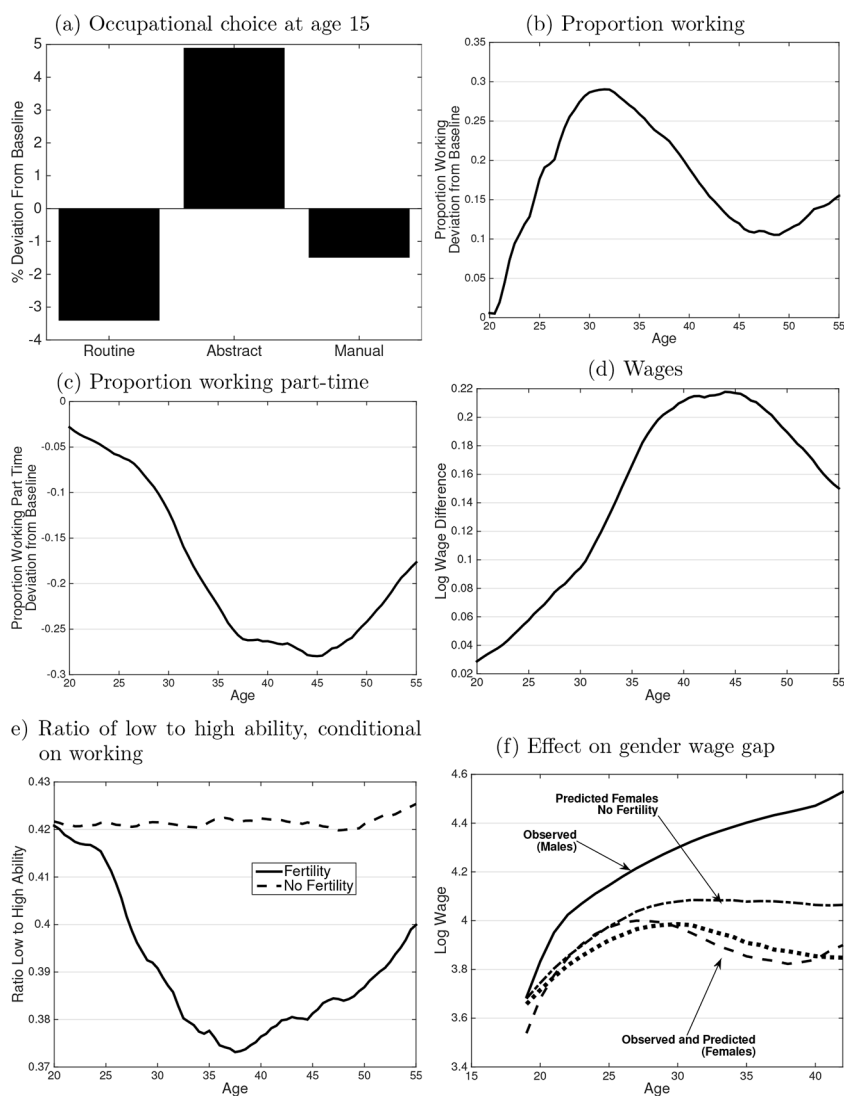 (a) Occupational choice at age 15
5
4
3
2
1
0
-1
-2
-3
-4
% Deviation From Baseline
Routine Abstract Manual
(b) Proportion working
0.35
0.3
0.25
0.2
0.15
0.1
0.05
0
Proportion Working
Deviation from Baseline
20 25 30 35 40 45 50 55
Age
(c) Proportion working part-time
0
-0.05
-0.1
-0.15
-0.2
-0.25
-0.3
Proportion Working Part Time
Deviation from Baseline
20 25 30 35 40 45 50 55
Age
(d) Wages
0.22
0.2
0.18
0.16
0.14
0.12
0.1
0.08
0.06
0.04
0.02
Log Wage Difference
20 25 30 35 40 45 50 55
Age
e) Ratio of low to high ability, conditional
on working
0.43
0.42
0.41
0.4
0.39
0.38
0.37
Ratio Low to High Ability
Fertility
No Fertility
20 25 30 35 40 45 50 55
Age
(f) Effect on gender wage gap
4.6
4.4
4.2
4
3.8
3.6
3.4
Log Wage
Predicted Females
No Fertility
Observed
(Males)
Observed and Predicted
(Females)
15 20 25 30 35 40
Age